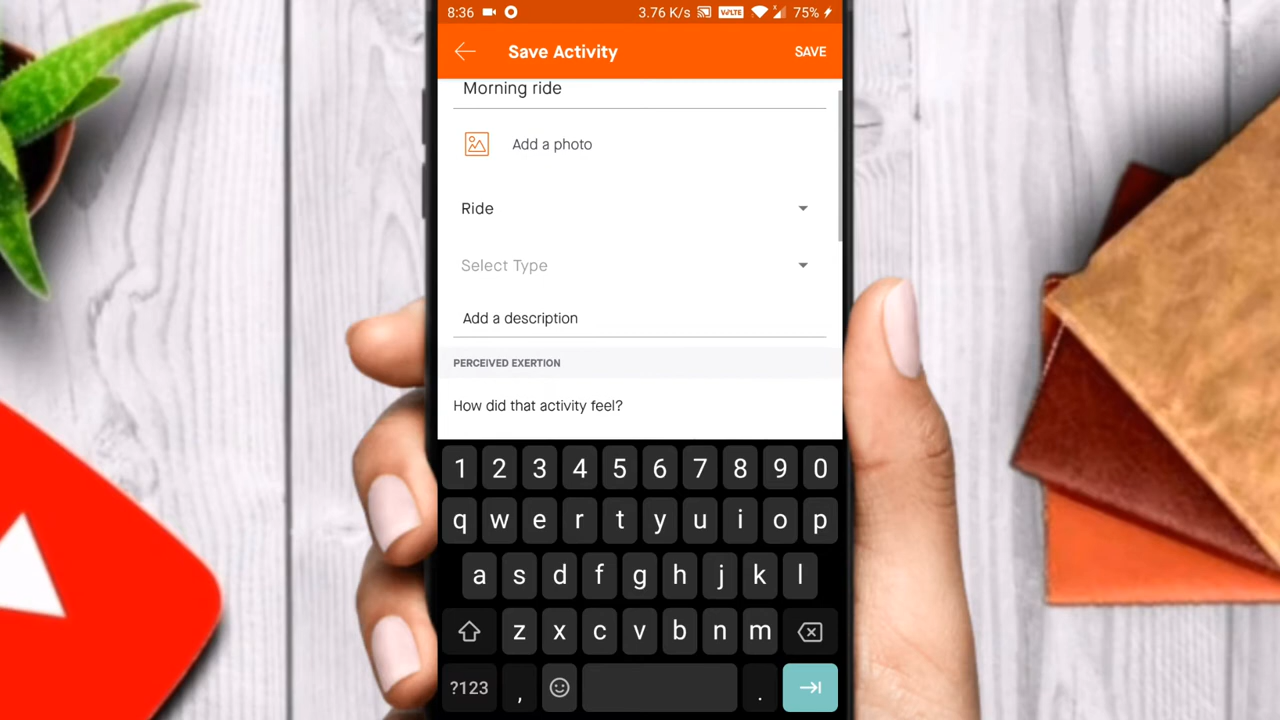 8:36 3.76 K/s VoLTE x 75%
Save Activity SAVE
Morning ride
Add a photo
Ride
Select Type
Add a description
PERCEIVED EXERTION
How did that activity feel?
1 2 3 4 5 6 7 8 9 0
q w e r t y u i o p
a s d f g h j k l
z x c v b n m
?123 , .